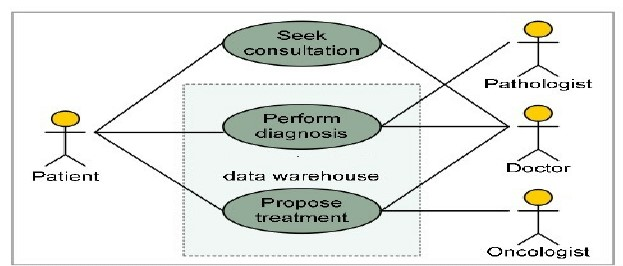 Seek
consultation
Pathologist
Perform
diagnosis
Patient
data warehouse
Doctor
Propose
treatment
Oncologist